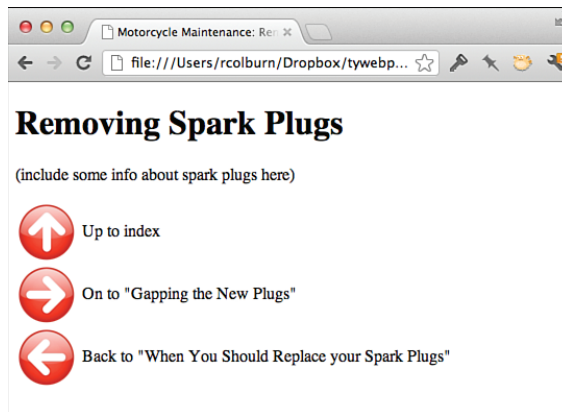 Motorcycle Maintenance: Ren
file:///Users/rcolburn/Dropbox/tywebp...
Removing Spark Plugs
(include some info about spark plugs here)
Up to index
On to "Gapping the New Plugs"
Back to "When You Should Replace your Spark Plugs"